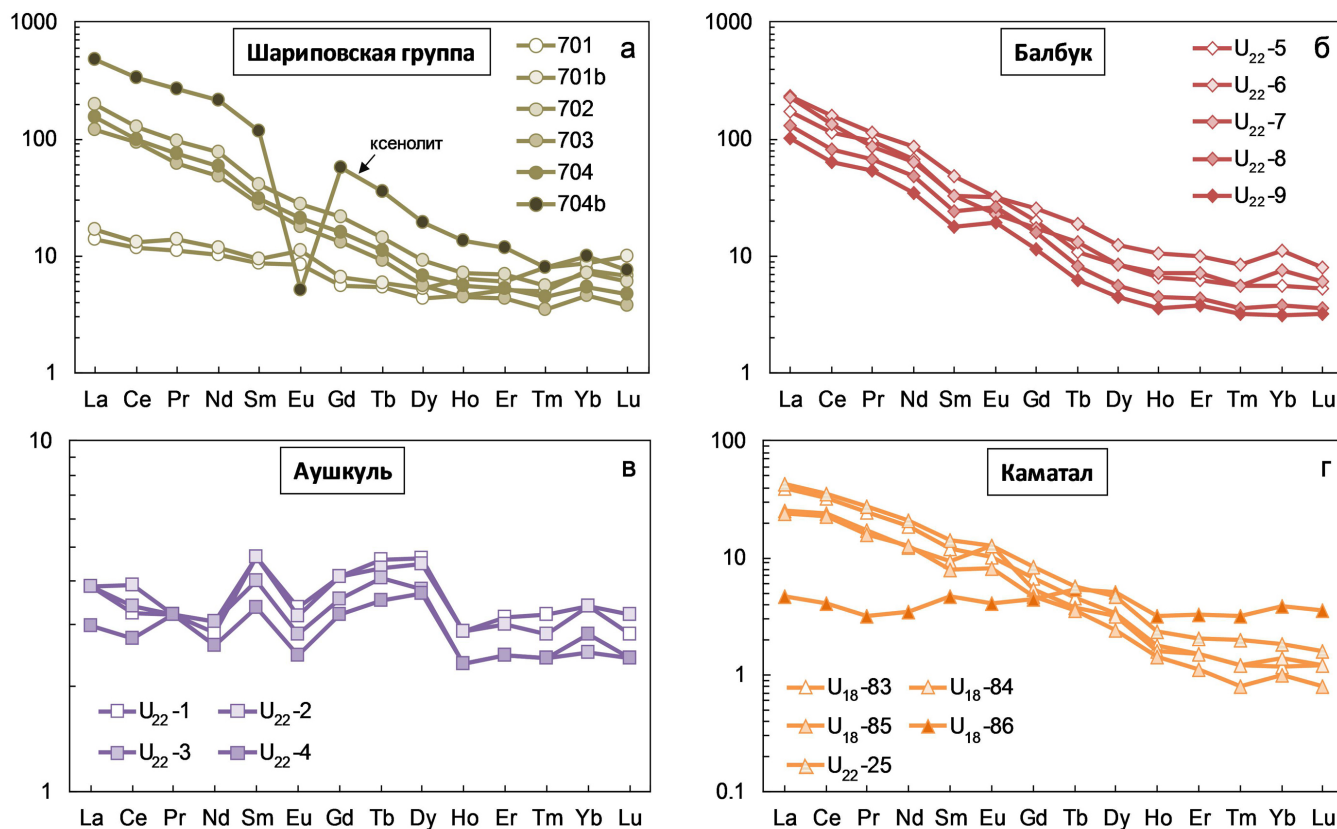 Шариповская группа
а
1000
100
10
1
701
701b
702
703
704
704b
ксенолит
La Ce Pr Nd Sm Eu Gd Tb Dy Ho Er Tm Yb Lu
Балбук
б
1000
100
10
1
U₂₂-5
U₂₂-6
U₂₂-7
U₂₂-8
U₂₂-9
La Ce Pr Nd Sm Eu Gd Tb Dy Ho Er Tm Yb Lu
Аушкуль
в
10
1
U₂₂-1 U₂₂-2
U₂₂-3 U₂₂-4
La Ce Pr Nd Sm Eu Gd Tb Dy Ho Er Tm Yb Lu
Каматал
г
100
10
1
0.1
U₁₈-83 U₁₈-84
U₁₈-85 U₁₈-86
U₂₂-25
La Ce Pr Nd Sm Eu Gd Tb Dy Ho Er Tm Yb Lu